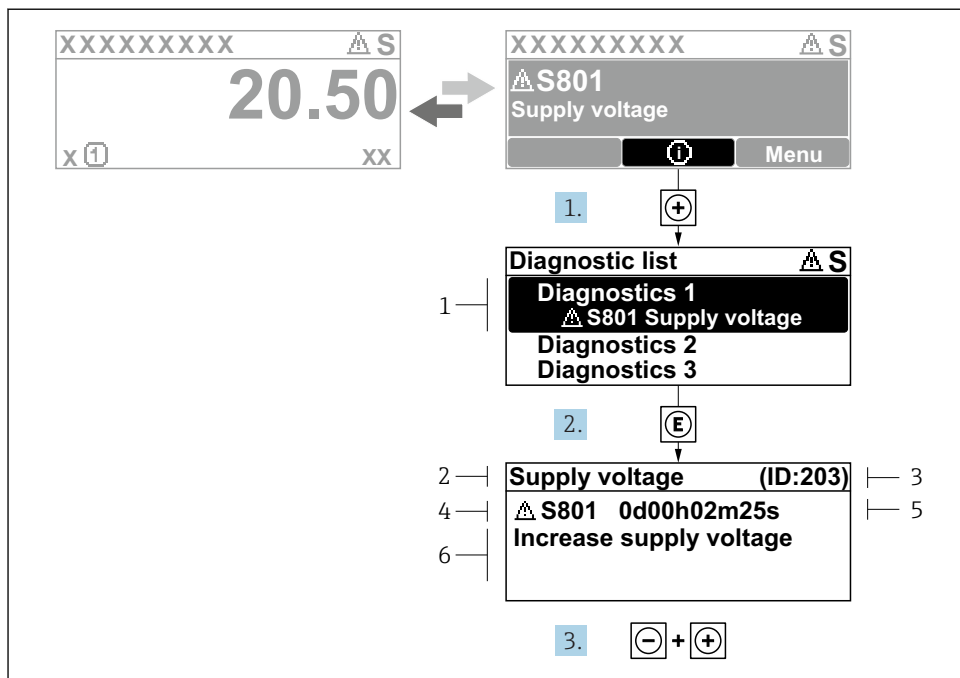 XXXXXXXXX ⚠ S
20.50
x 1 XX
XXXXXXXXX ⚠ S
⚠ S801
Supply voltage
i Menu
1. +
Diagnostic list ⚠ S
1
Diagnostics 1
⚠ S801 Supply voltage
Diagnostics 2
Diagnostics 3
2. E
2 Supply voltage (ID:203) 3
4 ⚠ S801 0d00h02m25s 5
6 Increase supply voltage
3. - + +